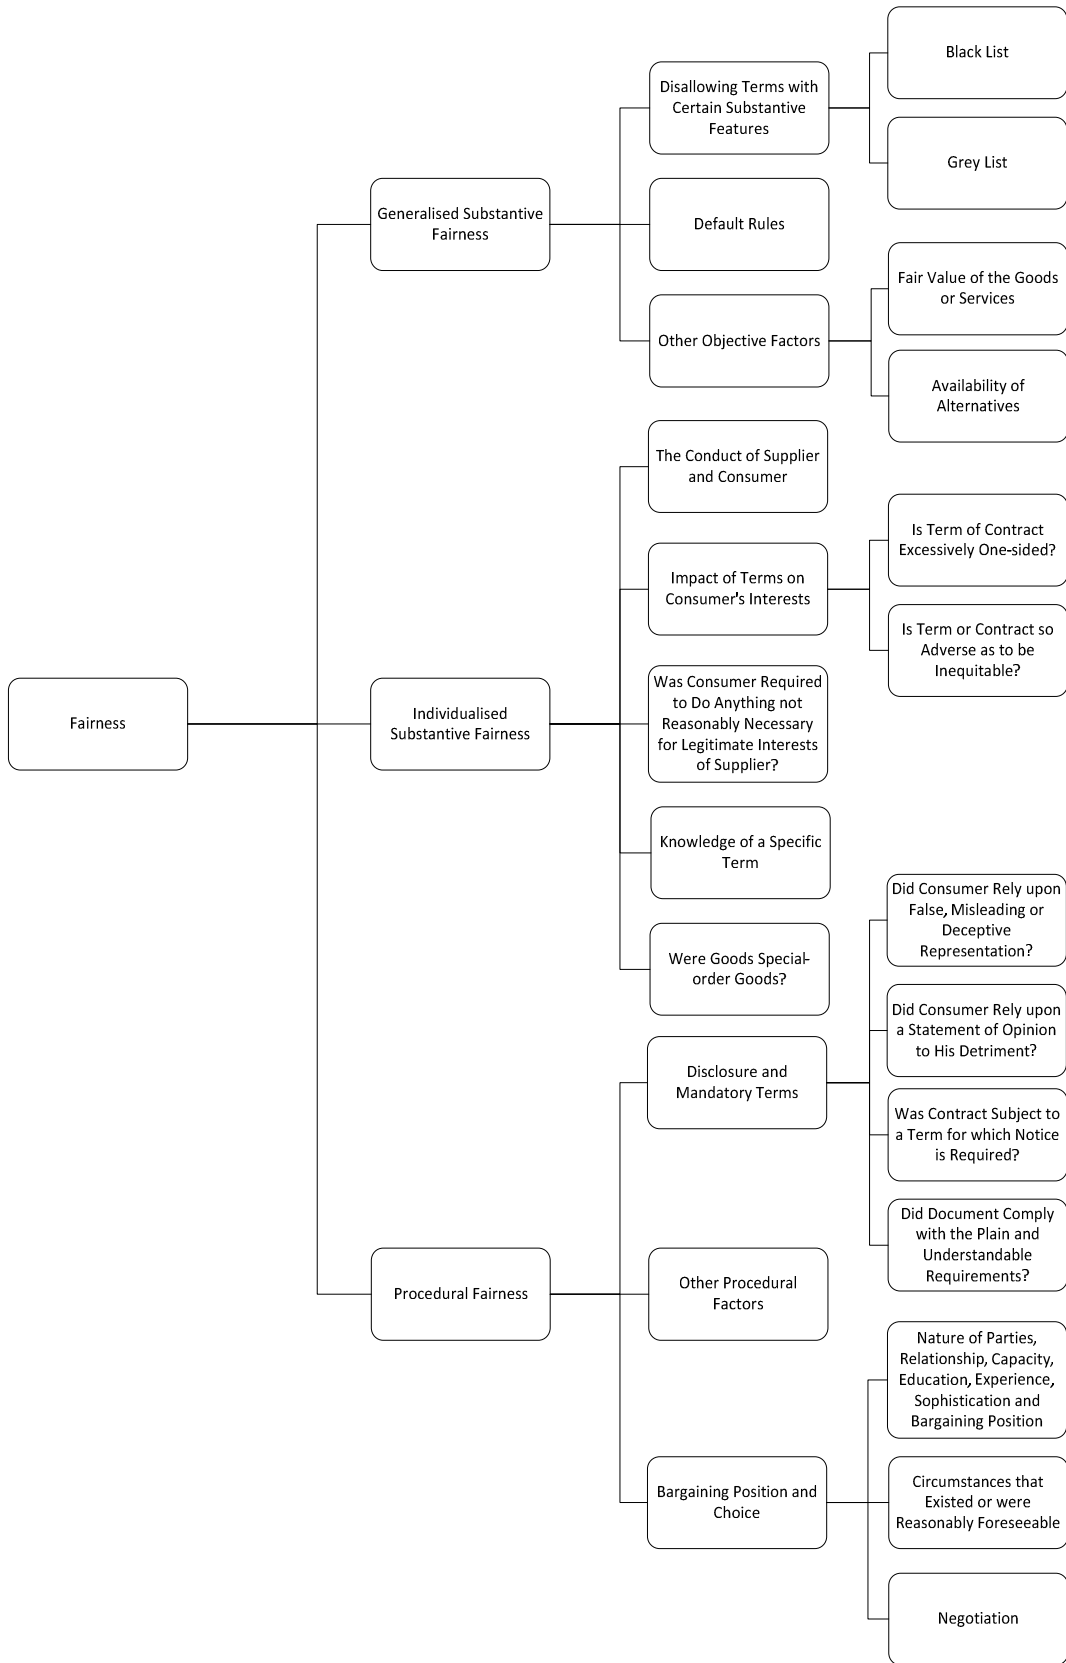 Fairness
Generalised Substantive
Fairness
Disallowing Terms with
Certain Substantive
Features
Black List
Grey List
Default Rules
Other Objective Factors
Fair Value of the Goods
or Services
Availability of
Alternatives
Individualised
Substantive Fairness
The Conduct of Supplier
and Consumer
Impact of Terms on
Consumer's Interests
Is Term of Contract
Excessively One-sided?
Is Term or Contract so
Adverse as to be
Inequitable?
Was Consumer Required
to Do Anything not
Reasonably Necessary
for Legitimate Interests
of Supplier?
Knowledge of a Specific
Term
Were Goods Special-
order Goods?
Procedural Fairness
Disclosure and
Mandatory Terms
Did Consumer Rely upon
False, Misleading or
Deceptive
Representation?
Did Consumer Rely upon
a Statement of Opinion
to His Detriment?
Was Contract Subject to
a Term for which Notice
is Required?
Did Document Comply
with the Plain and
Understandable
Requirements?
Other Procedural
Factors
Bargaining Position and
Choice
Nature of Parties,
Relationship, Capacity,
Education, Experience,
Sophistication and
Bargaining Position
Circumstances that
Existed or were
Reasonably Foreseeable
Negotiation